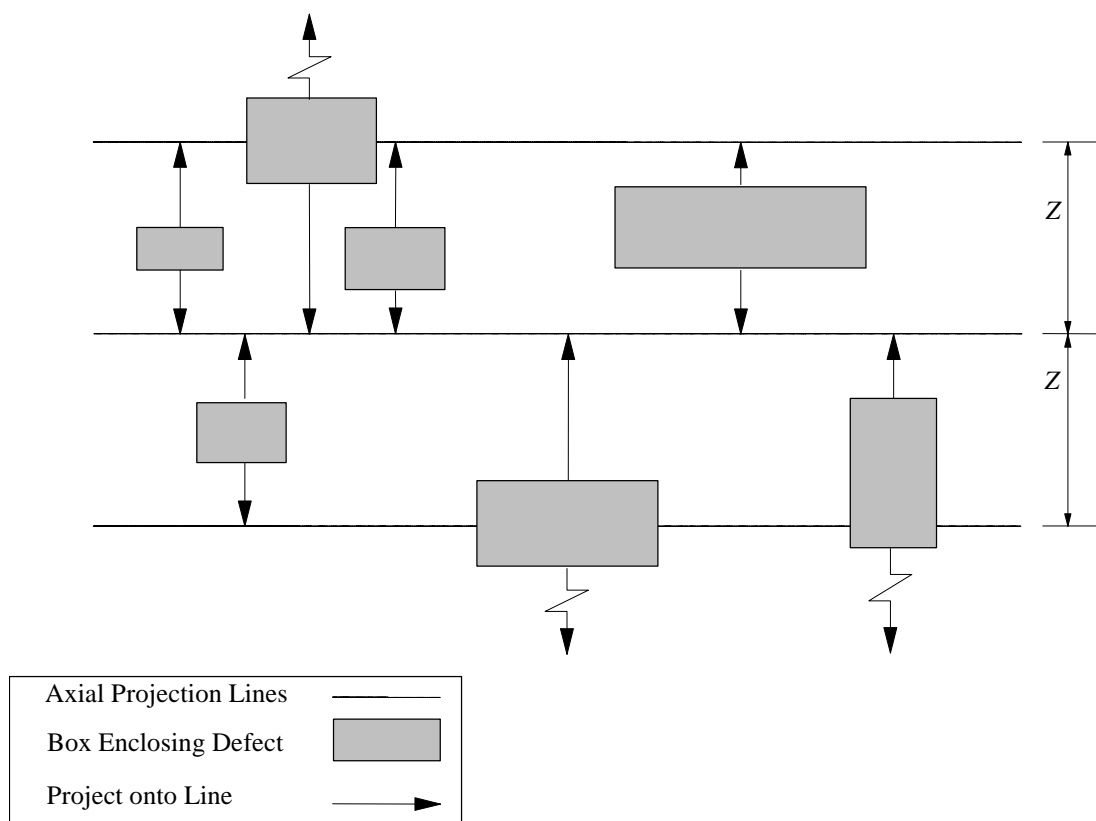 Z
Z
Axial Projection Lines
Box Enclosing Defect
Project onto Line